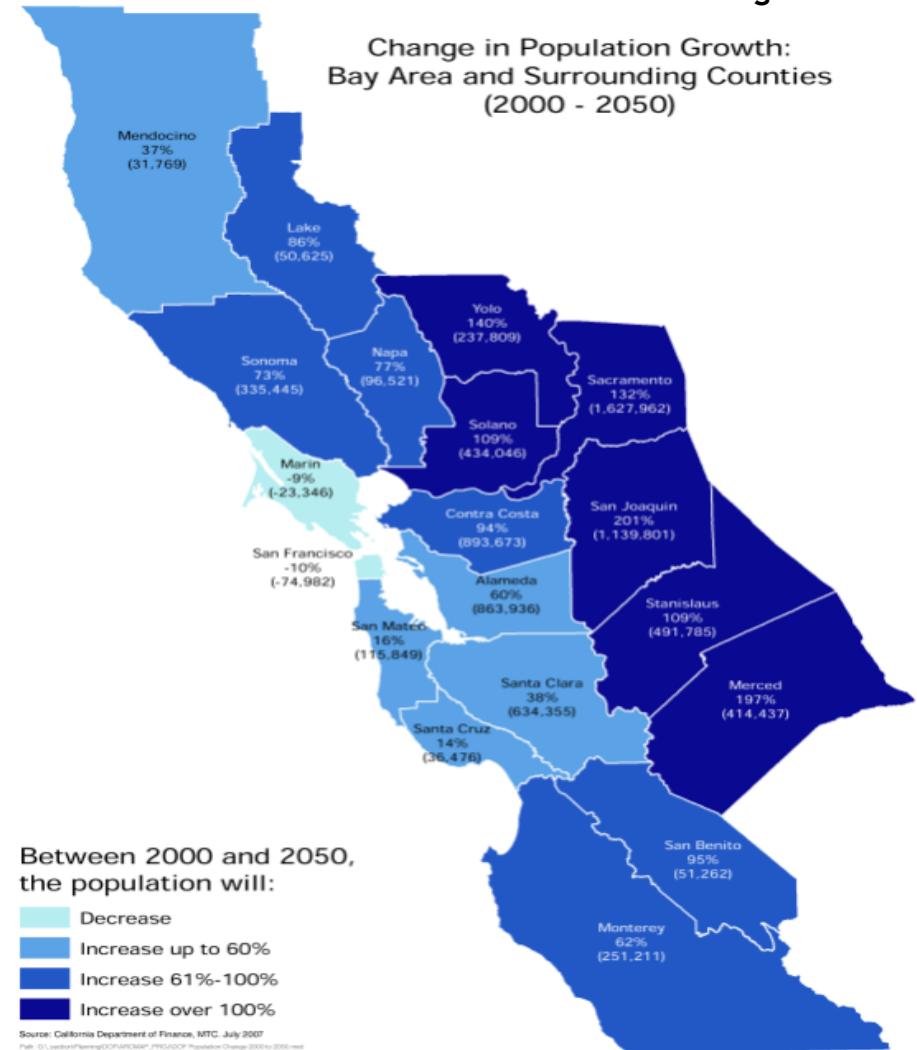 Change in Population Growth:
Bay Area and Surrounding Counties
(2000 - 2050)
Mendocino
37%
(31,769)
Lake
86%
(50,625)
Yolo
140%
(237,809)
Napa
77%
(96,521)
Sonoma
73%
(335,445)
Sacramento
132%
(1,627,962)
Solano
109%
(434,046)
Marin
-9%
(-23,346)
Contra Costa
94%
(893,673)
San Joaquin
201%
(1,139,801)
San Francisco
-10%
(-74,982)
Alameda
60%
(863,936)
Stanislaus
109%
(491,785)
San Mateo
16%
(115,849)
Santa Clara
38%
(634,355)
Merced
197%
(414,437)
Santa Cruz
14%
(36,476)
San Benito
95%
(51,262)
Monterey
62%
(251,211)
Between 2000 and 2050,
the population will:
Decrease
Increase up to 60%
Increase 61%-100%
Increase over 100%
Source: California Department of Finance, MTC. July 2007